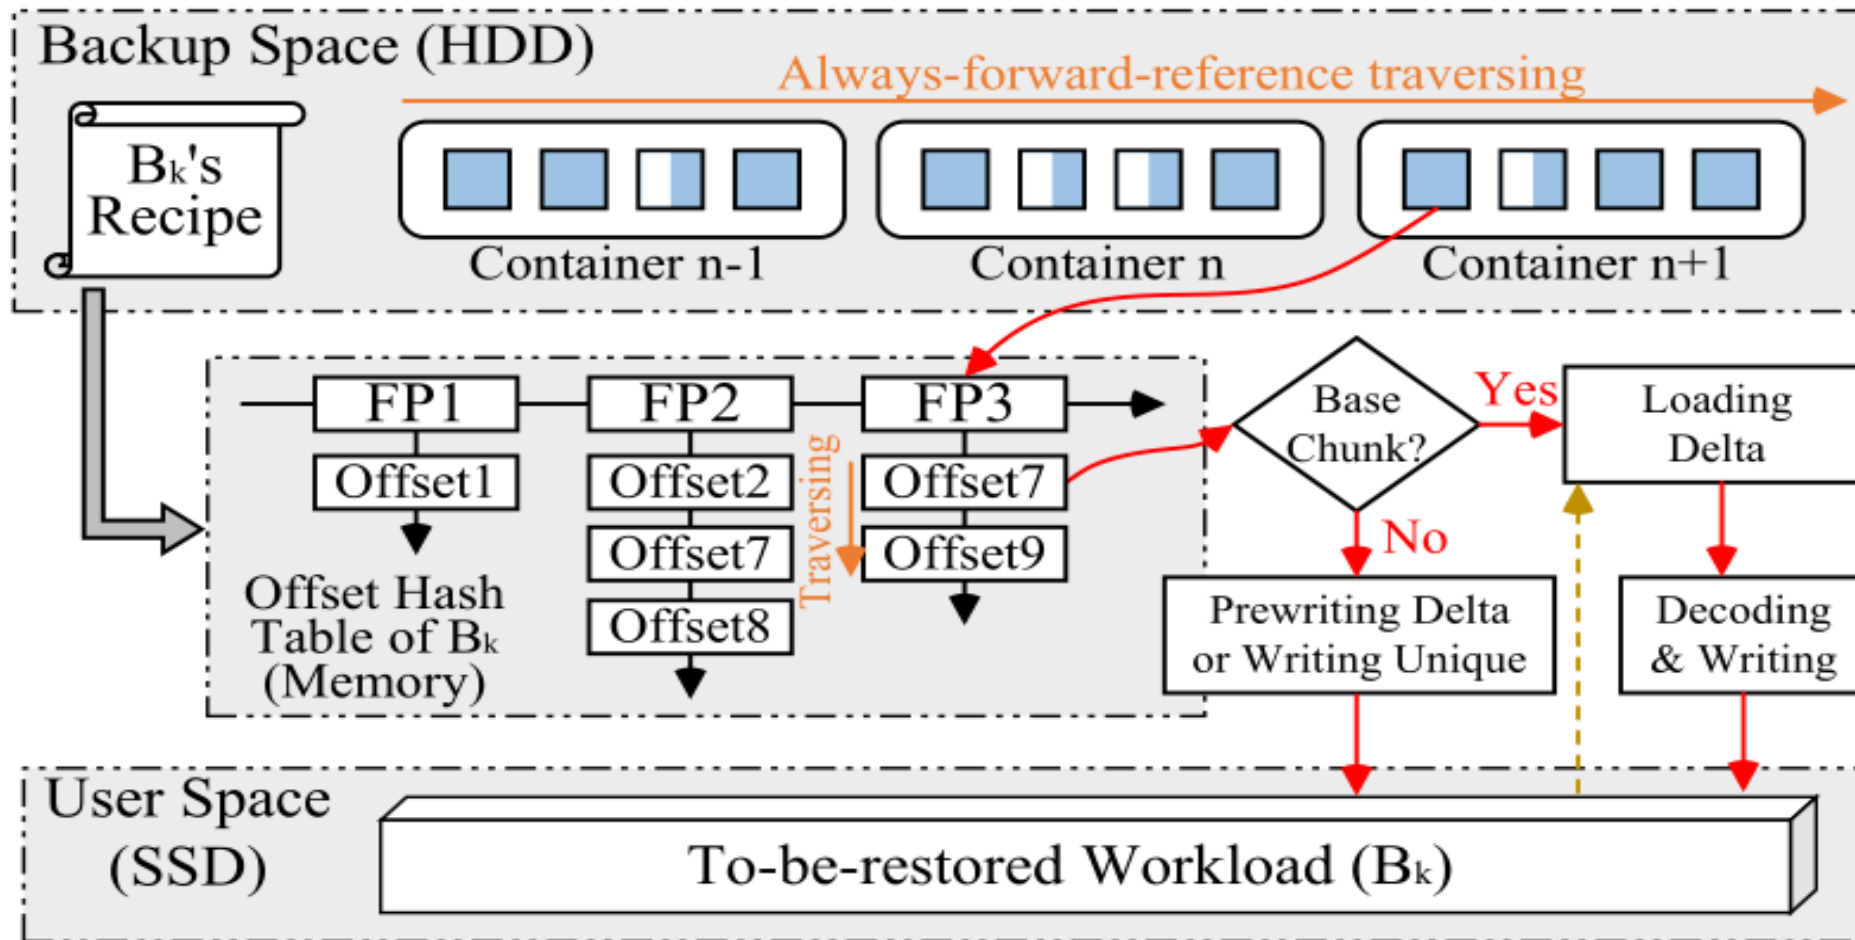 Backup Space (HDD)
Always-forward-reference traversing
Bk's
Recipe
Container n-1
Container n
Container n+1
FP1
FP2
FP3
Offset1
Offset2
Offset7
Offset8
Traversing
Offset7
Offset9
Offset Hash
Table of Bk
(Memory)
Base
Chunk?
Yes
No
Loading
Delta
Prewriting Delta
or Writing Unique
Decoding
& Writing
User Space
(SSD)
To-be-restored Workload (Bk)